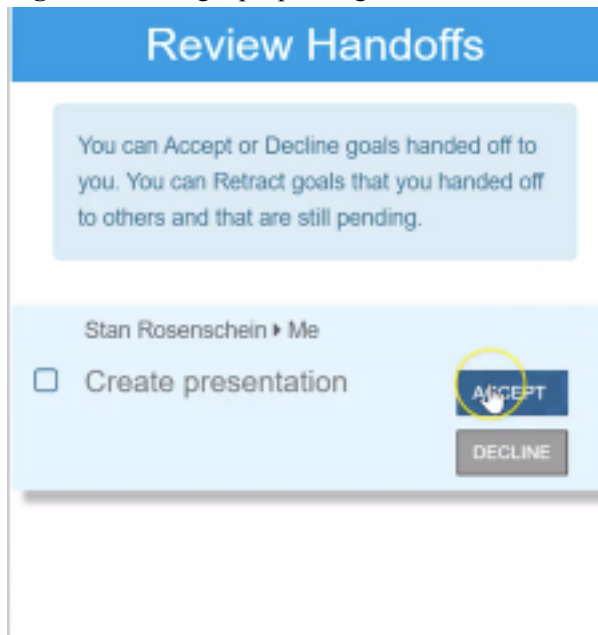 Review Handoffs
You can Accept or Decline goals handed off to
you. You can Retract goals that you handed off
to others and that are still pending.
Stan Rosenschein ▸ Me
Create presentation
ACCEPT
DECLINE